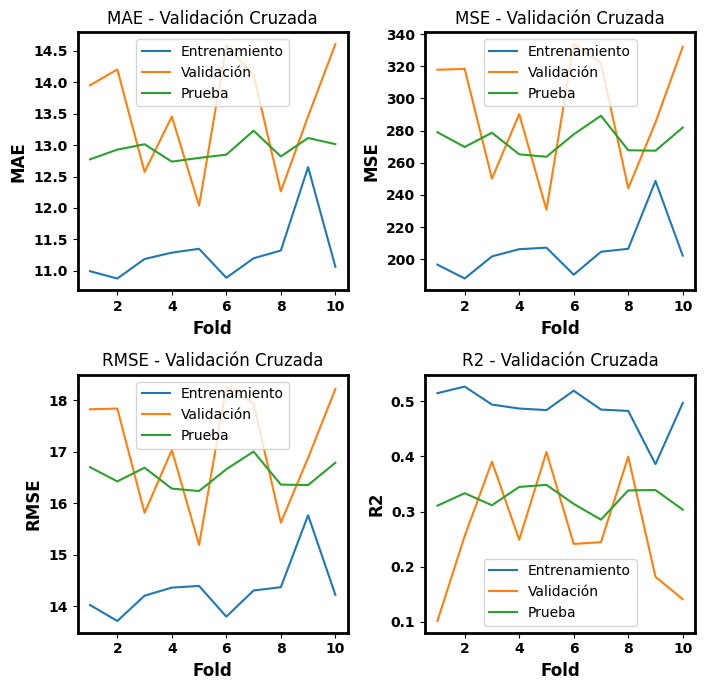 MAE - Validación Cruzada
Entrenamiento
Validación
Prueba
14.5
14.0
13.5
13.0
12.5
12.0
11.5
11.0
MAE
2 4 6 8 10
Fold
MSE - Validación Cruzada
Entrenamiento
Validación
Prueba
340
320
300
280
260
240
220
200
MSE
2 4 6 8 10
Fold
RMSE - Validación Cruzada
Entrenamiento
Validación
Prueba
18
17
16
15
14
RMSE
2 4 6 8 10
Fold
R2 - Validación Cruzada
0.5
0.4
0.3
0.2
0.1
R2
Entrenamiento
Validación
Prueba
2 4 6 8 10
Fold